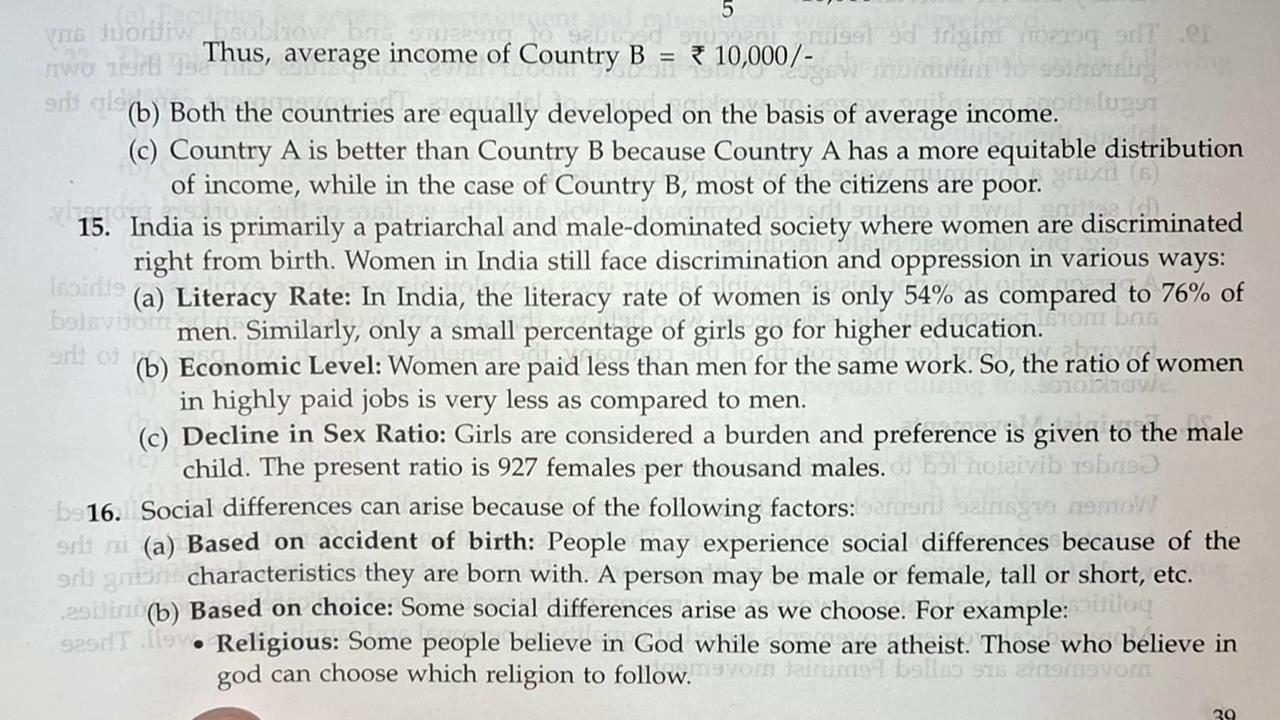 5
Thus, average income of Country B = ₹ 10,000/-
(b) Both the countries are equally developed on the basis of average income.
(c) Country A is better than Country B because Country A has a more equitable distribution
of income, while in the case of Country B, most of the citizens are poor.
15. India is primarily a patriarchal and male-dominated society where women are discriminated
right from birth. Women in India still face discrimination and oppression in various ways:
(a) Literacy Rate: In India, the literacy rate of women is only 54% as compared to 76% of
men. Similarly, only a small percentage of girls go for higher education.
(b) Economic Level: Women are paid less than men for the same work. So, the ratio of women
in highly paid jobs is very less as compared to men.
(c) Decline in Sex Ratio: Girls are considered a burden and preference is given to the male
child. The present ratio is 927 females per thousand males.
16. Social differences can arise because of the following factors:
(a) Based on accident of birth: People may experience social differences because of the
characteristics they are born with. A person may be male or female, tall or short, etc.
(b) Based on choice: Some social differences arise as we choose. For example:
• Religious: Some people believe in God while some are atheist. Those who believe in
god can choose which religion to follow.
39